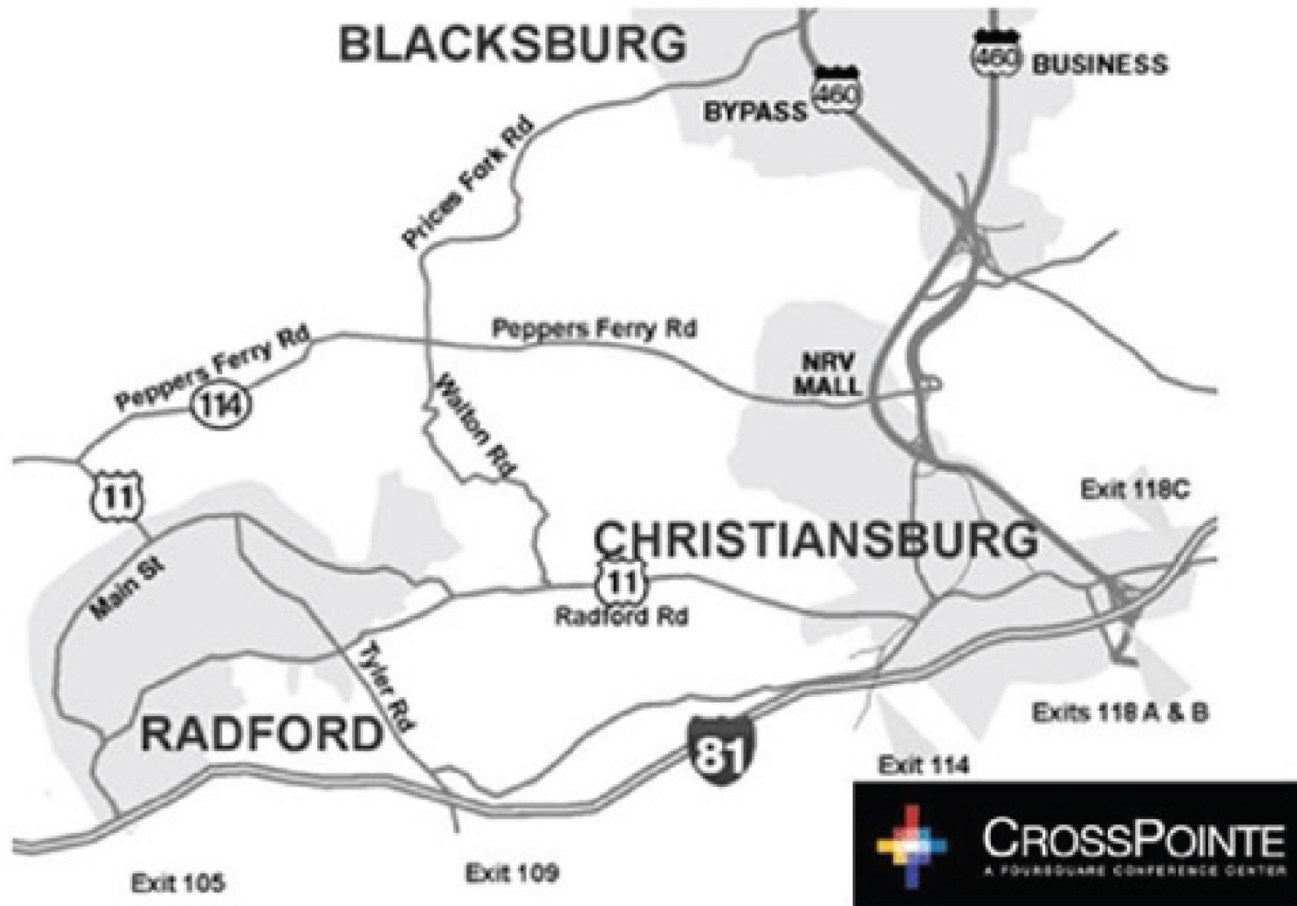 BLACKSBURG
460
BUSINESS
BYPASS
460
Prices Fork Rd
Peppers Ferry Rd
Peppers Ferry Rd
114
NRV
MALL
Walton Rd
11
Exit 118C
CHRISTIANSBURG
11
Radford Rd
Main St
Tyler Rd
RADFORD
81
Exits 118 A & B
Exit 114
Exit 105
Exit 109
CROSSPOINTE
A FOURSQUARE CONFERENCE CENTER